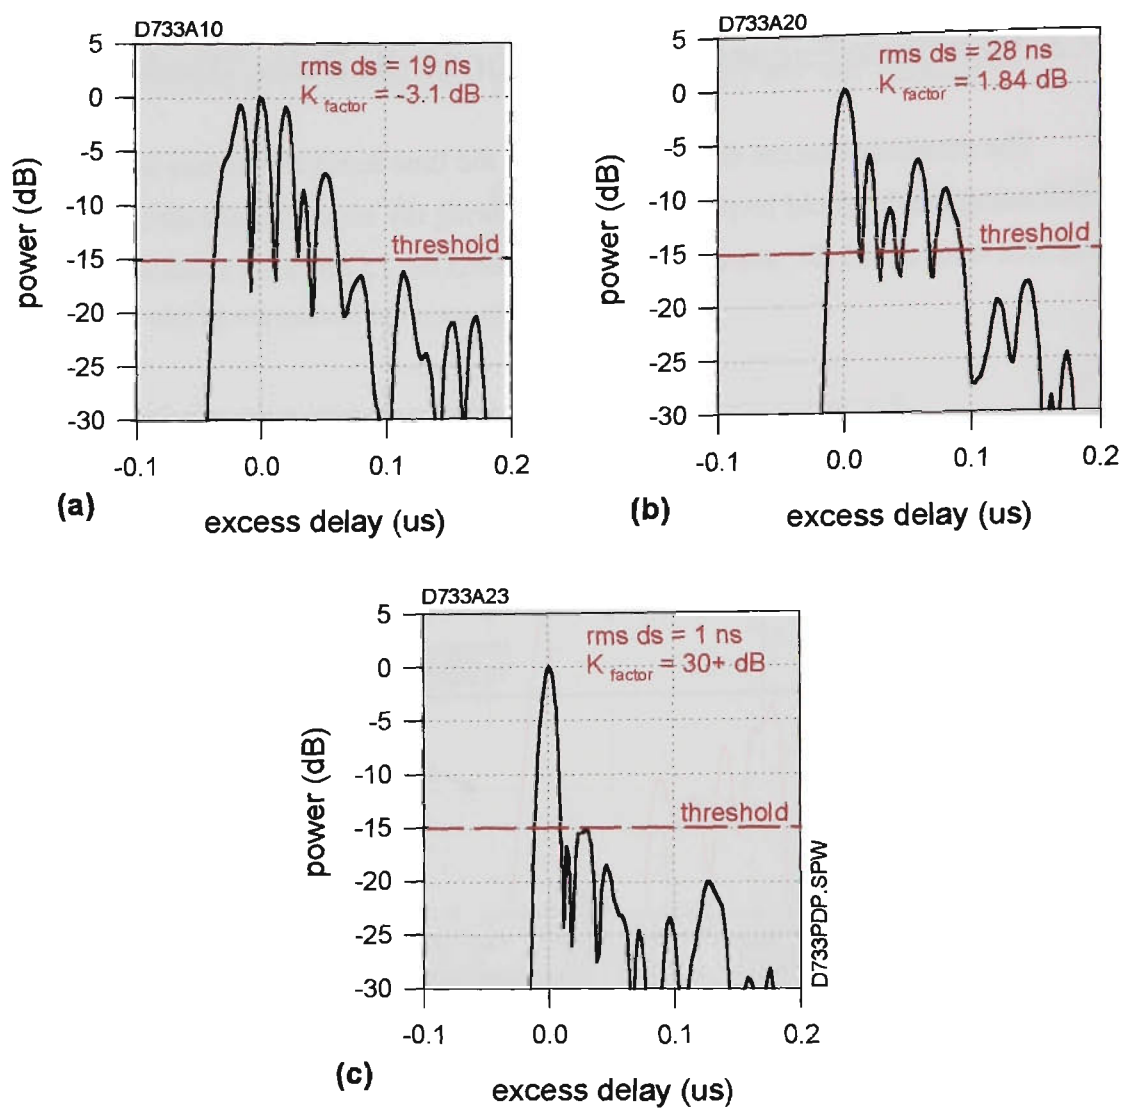 D733A10
rms ds = 19 ns
K factor = -3.1 dB
threshold
5
0
-5
-10
-15
-20
-25
-30
power (dB)
-0.1 0.0 0.1 0.2
(a)
excess delay (us)
D733A20
rms ds = 28 ns
K factor = 1.84 dB
threshold
5
0
-5
-10
-15
-20
-25
-30
power (dB)
-0.1 0.0 0.1 0.2
(b)
excess delay (us)
D733A23
rms ds = 1 ns
K factor = 30+ dB
threshold
5
0
-5
-10
-15
-20
-25
-30
power (dB)
-0.1 0.0 0.1 0.2
(c)
excess delay (us)
D733PDP.SPW